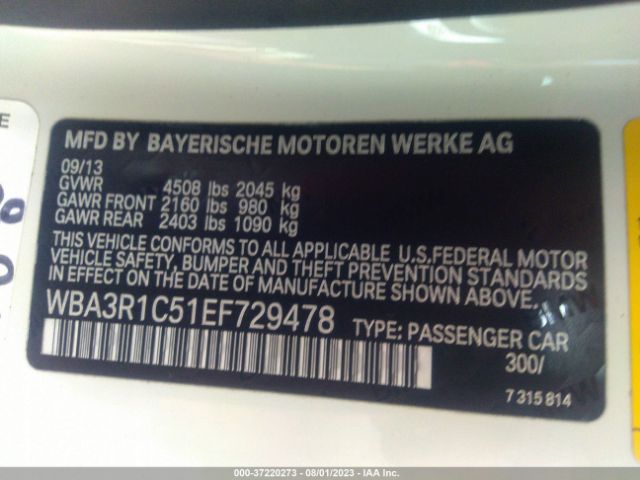 E
MFD BY BAYERISCHE MOTOREN WERKE AG
09/13
GVWR 4508 lbs 2045 kg
GAWR FRONT 2160 lbs 980 kg
GAWR REAR 2403 lbs 1090 kg
THIS VEHICLE CONFORMS TO ALL APPLICABLE U.S.FEDERAL MOTOR
VEHICLE SAFETY, BUMPER AND THEFT PREVENTION STANDARDS
IN EFFECT ON THE DATE OF MANUFACTURE SHOWN ABOVE.
WBA3R1C51EF729478 TYPE: PASSENGER CAR
300/
7 315 814
000-37220273 - 08/01/2023 - IAA Inc.